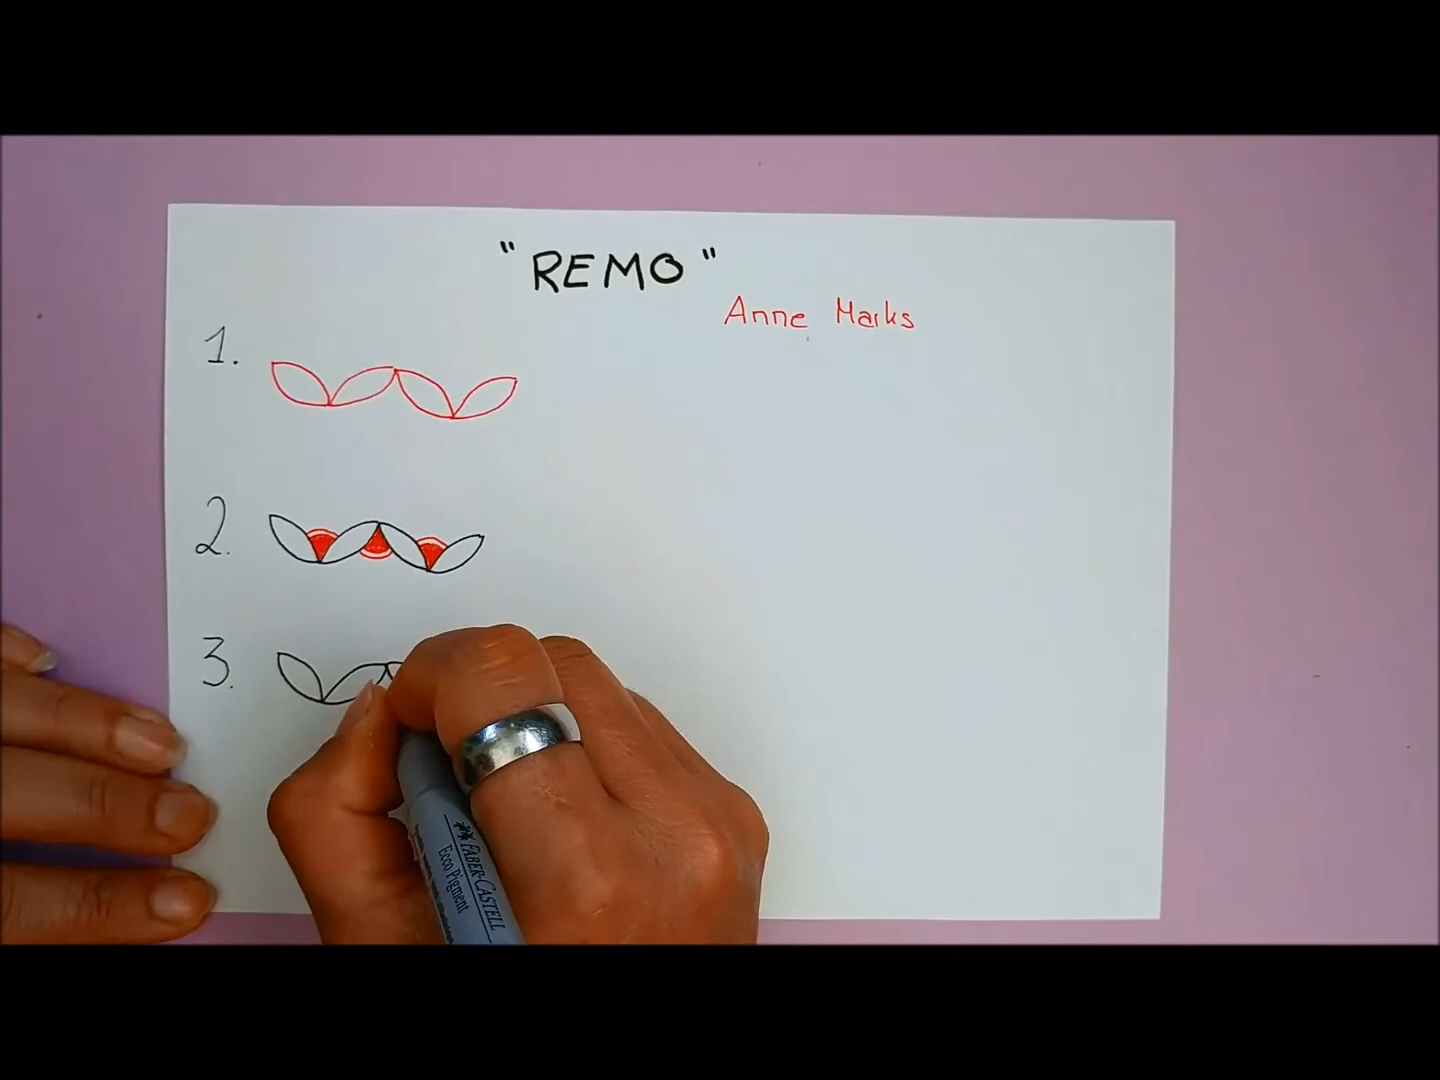 "REMO"
Anne Marks
1.
2.
3.
FABER-CASTELL
Ecco Pigment